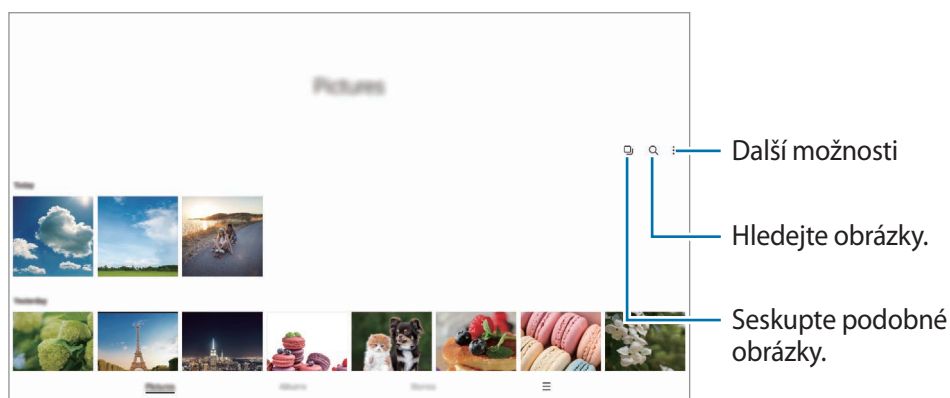 Pictures
Další možnosti
Today
Hledejte obrázky.
Yesterday
Seskupte podobné
obrázky.
Pictures
Albums
Stories